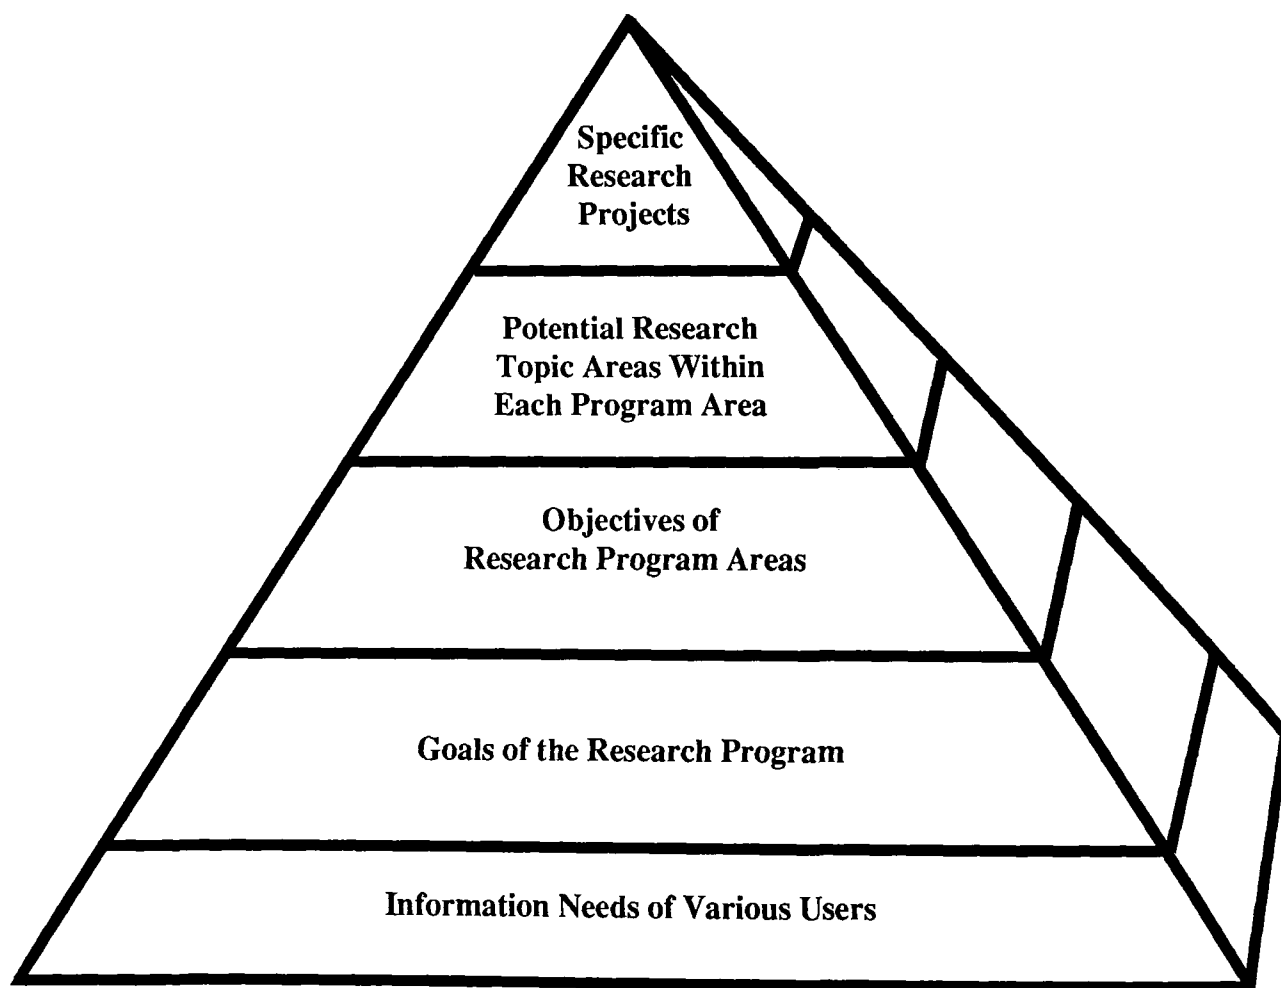 Specific
Research
Projects
Potential Research
Topic Areas Within
Each Program Area
Objectives of
Research Program Areas
Goals of the Research Program
Information Needs of Various Users